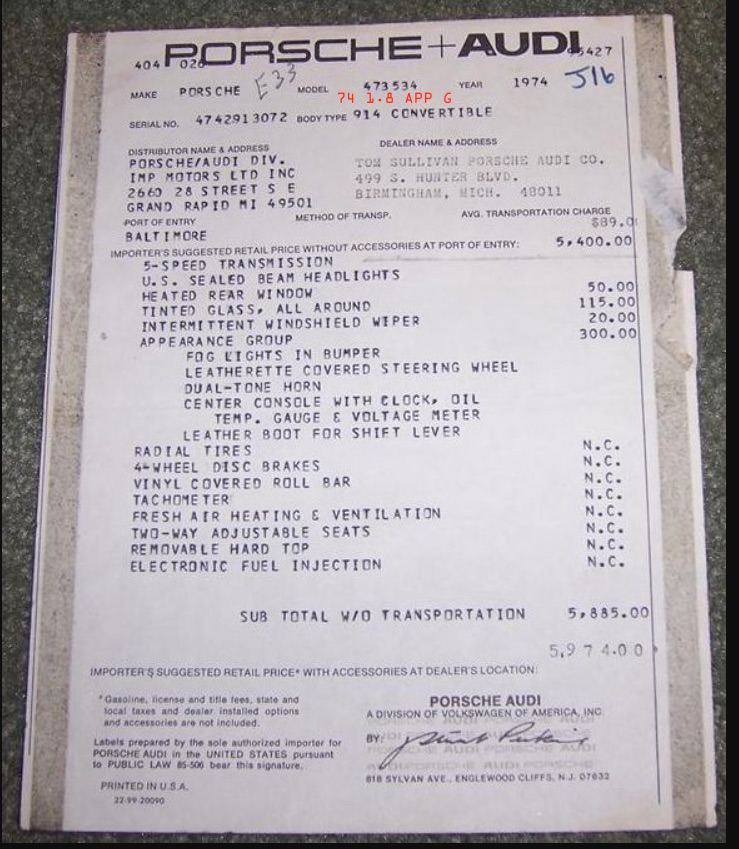 PORSCHE+AUDI
404 026 95427
E33
J16
MAKE PORSCHE MODEL 473534 YEAR 1974
74 1.8 APP G
SERIAL NO. 4742913072 BODY TYPE 914 CONVERTIBLE
DISTRIBUTOR NAME & ADDRESS
PORSCHE/AUDI DIV.
IMP MOTORS LTD INC
2660 28 STREET S E
GRAND RAPID MI 49501
DEALER NAME & ADDRESS
TOM SULLIVAN PORSCHE AUDI CO.
499 S. HUNTER BLVD.
BIRMINGHAM, MICH. 48011
PORT OF ENTRY METHOD OF TRANSP. AVG. TRANSPORTATION CHARGE
BALTIMORE $89.0
IMPORTER'S SUGGESTED RETAIL PRICE WITHOUT ACCESSORIES AT PORT OF ENTRY: 5,400.00
5-SPEED TRANSMISSION
U.S. SEALED BEAM HEADLIGHTS
HEATED REAR WINDOW 50.00
TINTED GLASS, ALL AROUND 115.00
INTERMITTENT WINDSHIELD WIPER 20.00
APPEARANCE GROUP 300.00
FOG LIGHTS IN BUMPER
LEATHERETTE COVERED STEERING WHEEL
DUAL-TONE HORN
CENTER CONSOLE WITH CLOCK, OIL
TEMP. GAUGE & VOLTAGE METER
LEATHER BOOT FOR SHIFT LEVER
RADIAL TIRES N.C.
4-WHEEL DISC BRAKES N.C.
VINYL COVERED ROLL BAR N.C.
TACHOMETER N.C.
FRESH AIR HEATING & VENTILATION N.C.
TWO-WAY ADJUSTABLE SEATS N.C.
REMOVABLE HARD TOP N.C.
ELECTRONIC FUEL INJECTION N.C.
SUB TOTAL W/O TRANSPORTATION 5,885.00
5,974.00
IMPORTER'S SUGGESTED RETAIL PRICE* WITH ACCESSORIES AT DEALER'S LOCATION:
*Gasoline, license and title fees, state and
local taxes and dealer installed options
and accessories are not included.
Labels prepared by the sole authorized importer for
PORSCHE AUDI in the UNITED STATES pursuant
to PUBLIC LAW 85-506 bear this signature.
PRINTED IN U.S.A.
22-99-20090
PORSCHE AUDI
A DIVISION OF VOLKSWAGEN OF AMERICA, INC.
BY:
818 SYLVAN AVE., ENGLEWOOD CLIFFS, N.J. 07632